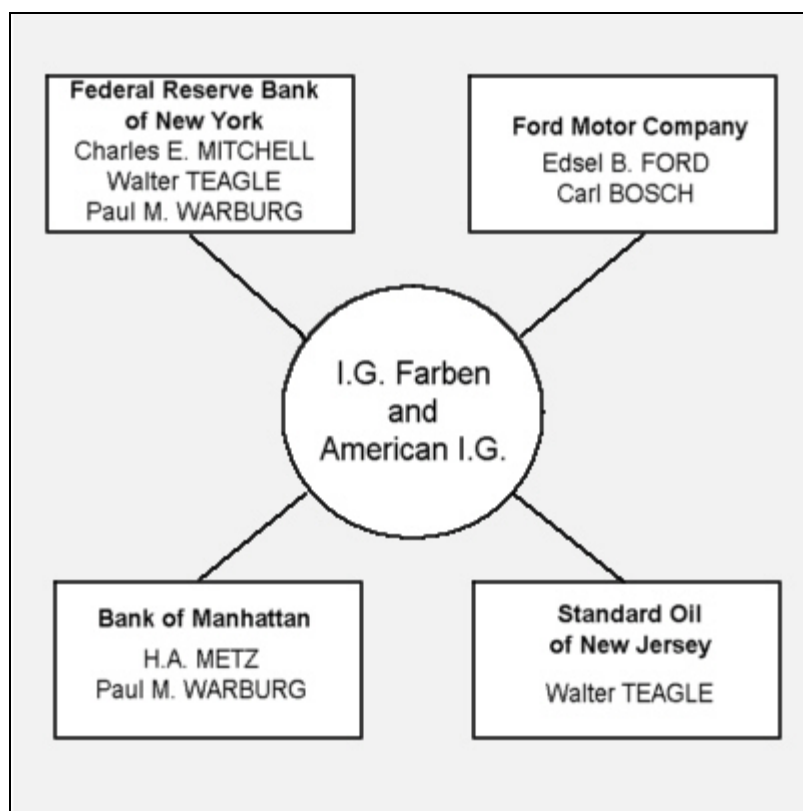 Federal Reserve Bank
of New York
Charles E. MITCHELL
Walter TEAGLE
Paul M. WARBURG
Ford Motor Company
Edsel B. FORD
Carl BOSCH
I.G. Farben
and
American I.G.
Bank of Manhattan
H.A. METZ
Paul M. WARBURG
Standard Oil
of New Jersey
Walter TEAGLE